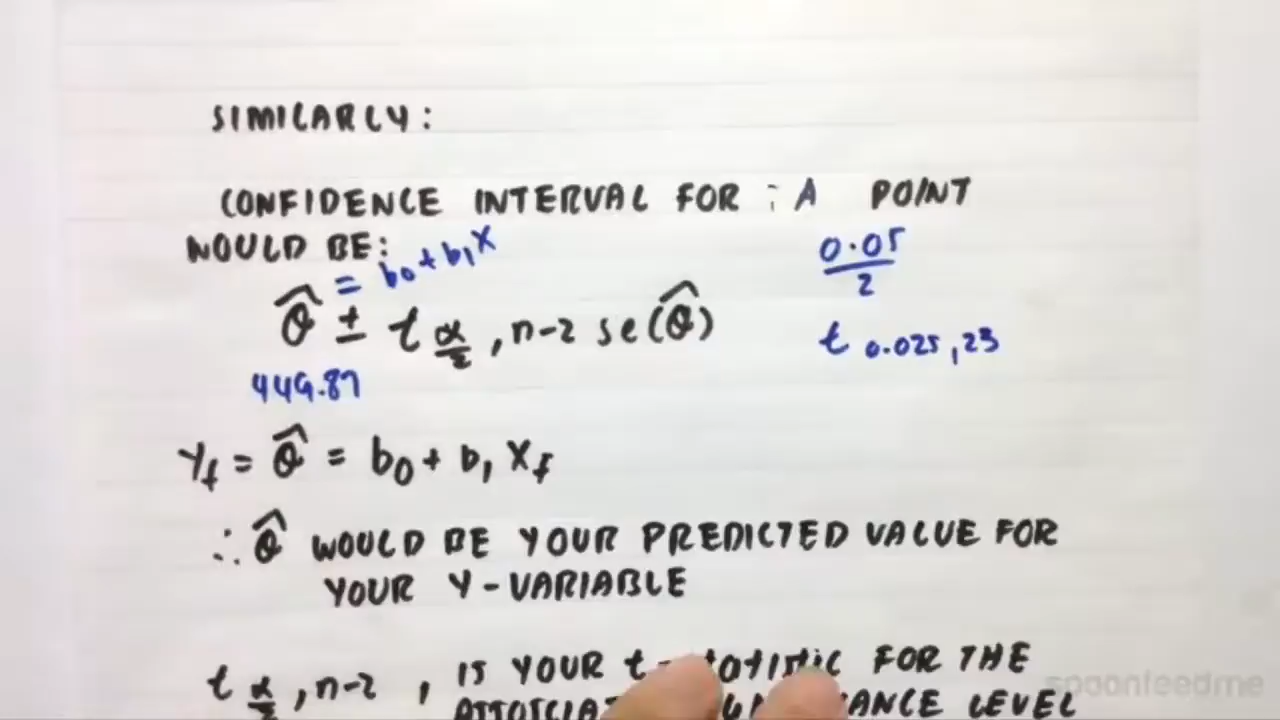 SIMILARLY:
CONFIDENCE INTERVAL FOR : A POINT
WOULD BE:
= b0 + b1 X
0.05
2
θ̂ ± t α/2 , n-2 se(θ̂)
t 0.025, 23
449.87
Yf = θ̂ = b0 + b1 Xf
∴ θ̂ WOULD BE YOUR PREDICTED VALUE FOR
YOUR Y-VARIABLE
t α/2 , n-2 , IS YOUR FOR THE
LEVEL
spoonfeedme